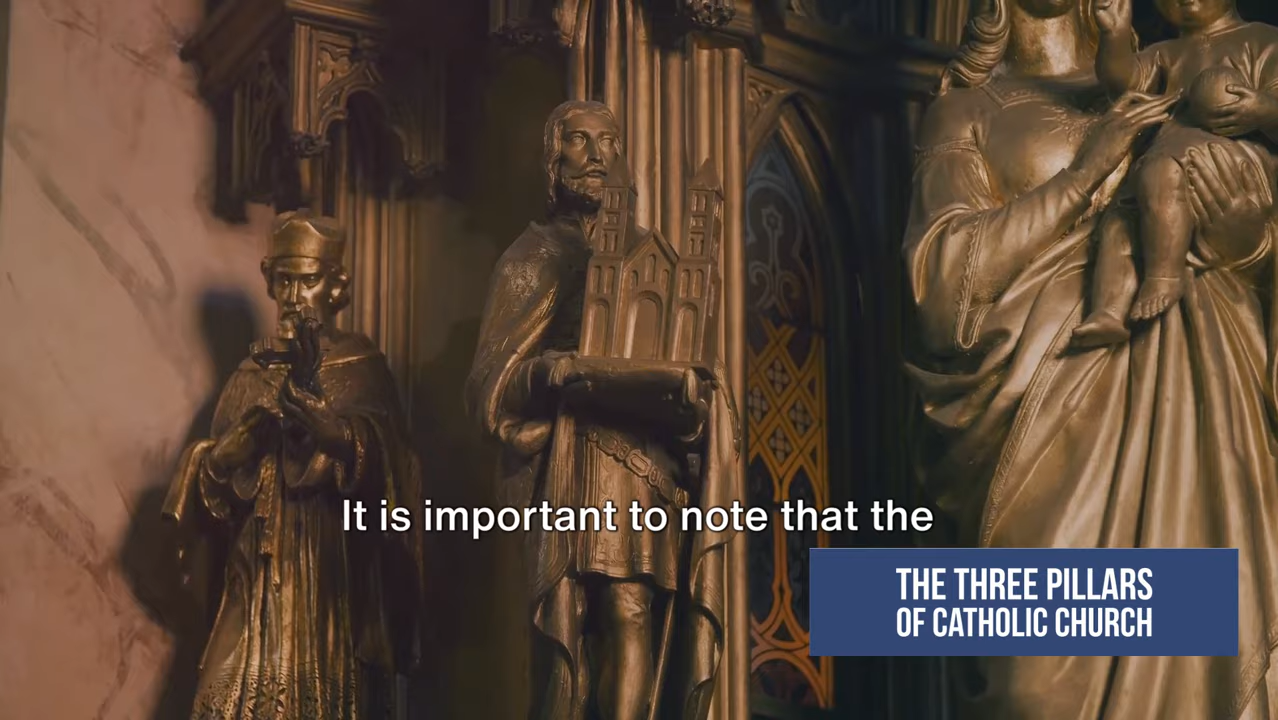 It is important to note that the
THE THREE PILLARS
OF CATHOLIC CHURCH